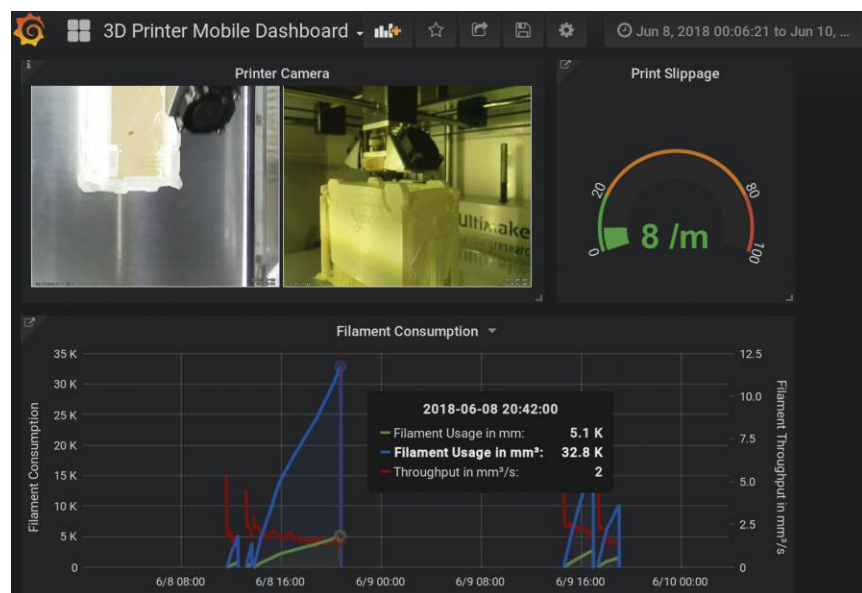 3D Printer Mobile Dashboard
Jun 8, 2018 00:06:21 to Jun 10, ...
i
Printer Camera
Print Slippage
Ultimake
research
0
20
80
100
8 /m
Filament Consumption
35 K
30 K
25 K
20 K
15 K
10 K
5 K
0
Filament Consumption
12.5
10.0
7.5
5.0
2.5
0
Filament Throughput in mm³/s
2018-06-08 20:42:00
Filament Usage in mm: 5.1 K
Filament Usage in mm³: 32.8 K
Throughput in mm³/s: 2
6/8 08:00
6/8 16:00
6/9 00:00
6/9 08:00
6/9 16:00
6/10 00:00